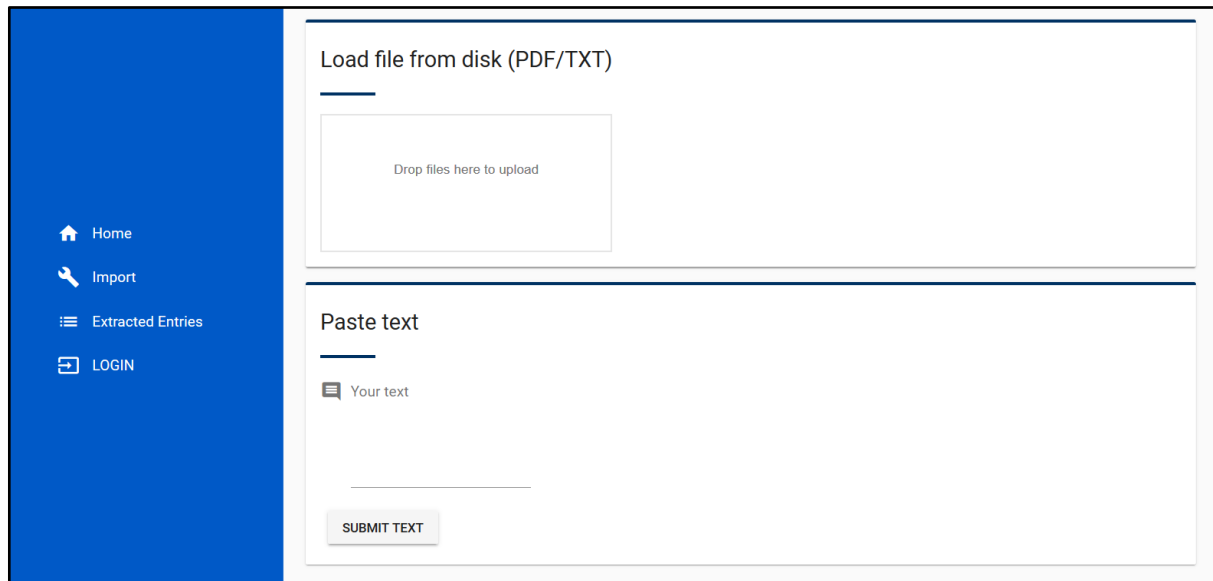 Home
Import
Extracted Entries
LOGIN
Load file from disk (PDF/TXT)
Drop files here to upload
Paste text
Your text
SUBMIT TEXT